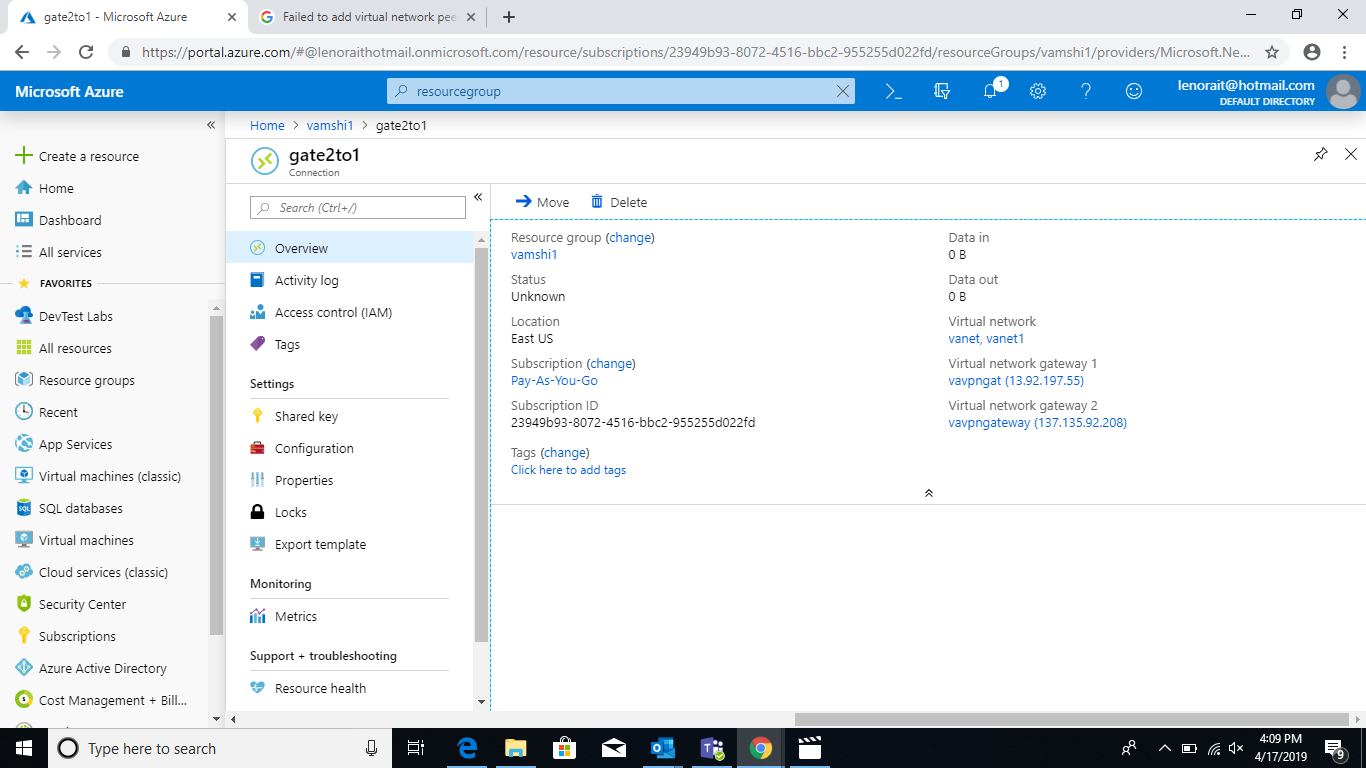 gate2to1 - Microsoft Azure
Failed to add virtual network pee
https://portal.azure.com/#@lenoraithotmail.onmicrosoft.com/resource/subscriptions/23949b93-8072-4516-bbc2-955255d022fd/resourceGroups/vamshi1/providers/Microsoft.Ne...
Microsoft Azure
resourcegroup
1
lenorait@hotmail.com
DEFAULT DIRECTORY
Create a resource
Home
Dashboard
All services
FAVORITES
DevTest Labs
All resources
Resource groups
Recent
App Services
Virtual machines (classic)
SQL databases
Virtual machines
Cloud services (classic)
Security Center
Subscriptions
Azure Active Directory
Cost Management + Bill...
Home > vamshi1 > gate2to1
gate2to1
Connection
Search (Ctrl+/)
Overview
Activity log
Access control (IAM)
Tags
Settings
Shared key
Configuration
Properties
Locks
Export template
Monitoring
Metrics
Support + troubleshooting
Resource health
Move Delete
Resource group (change)
vamshi1
Status
Unknown
Location
East US
Subscription (change)
Pay-As-You-Go
Subscription ID
23949b93-8072-4516-bbc2-955255d022fd
Tags (change)
Click here to add tags
Data in
0 B
Data out
0 B
Virtual network
vanet, vanet1
Virtual network gateway 1
vavpngat (13.92.197.55)
Virtual network gateway 2
vavpngateway (137.135.92.208)
Type here to search
4:09 PM
4/17/2019
9